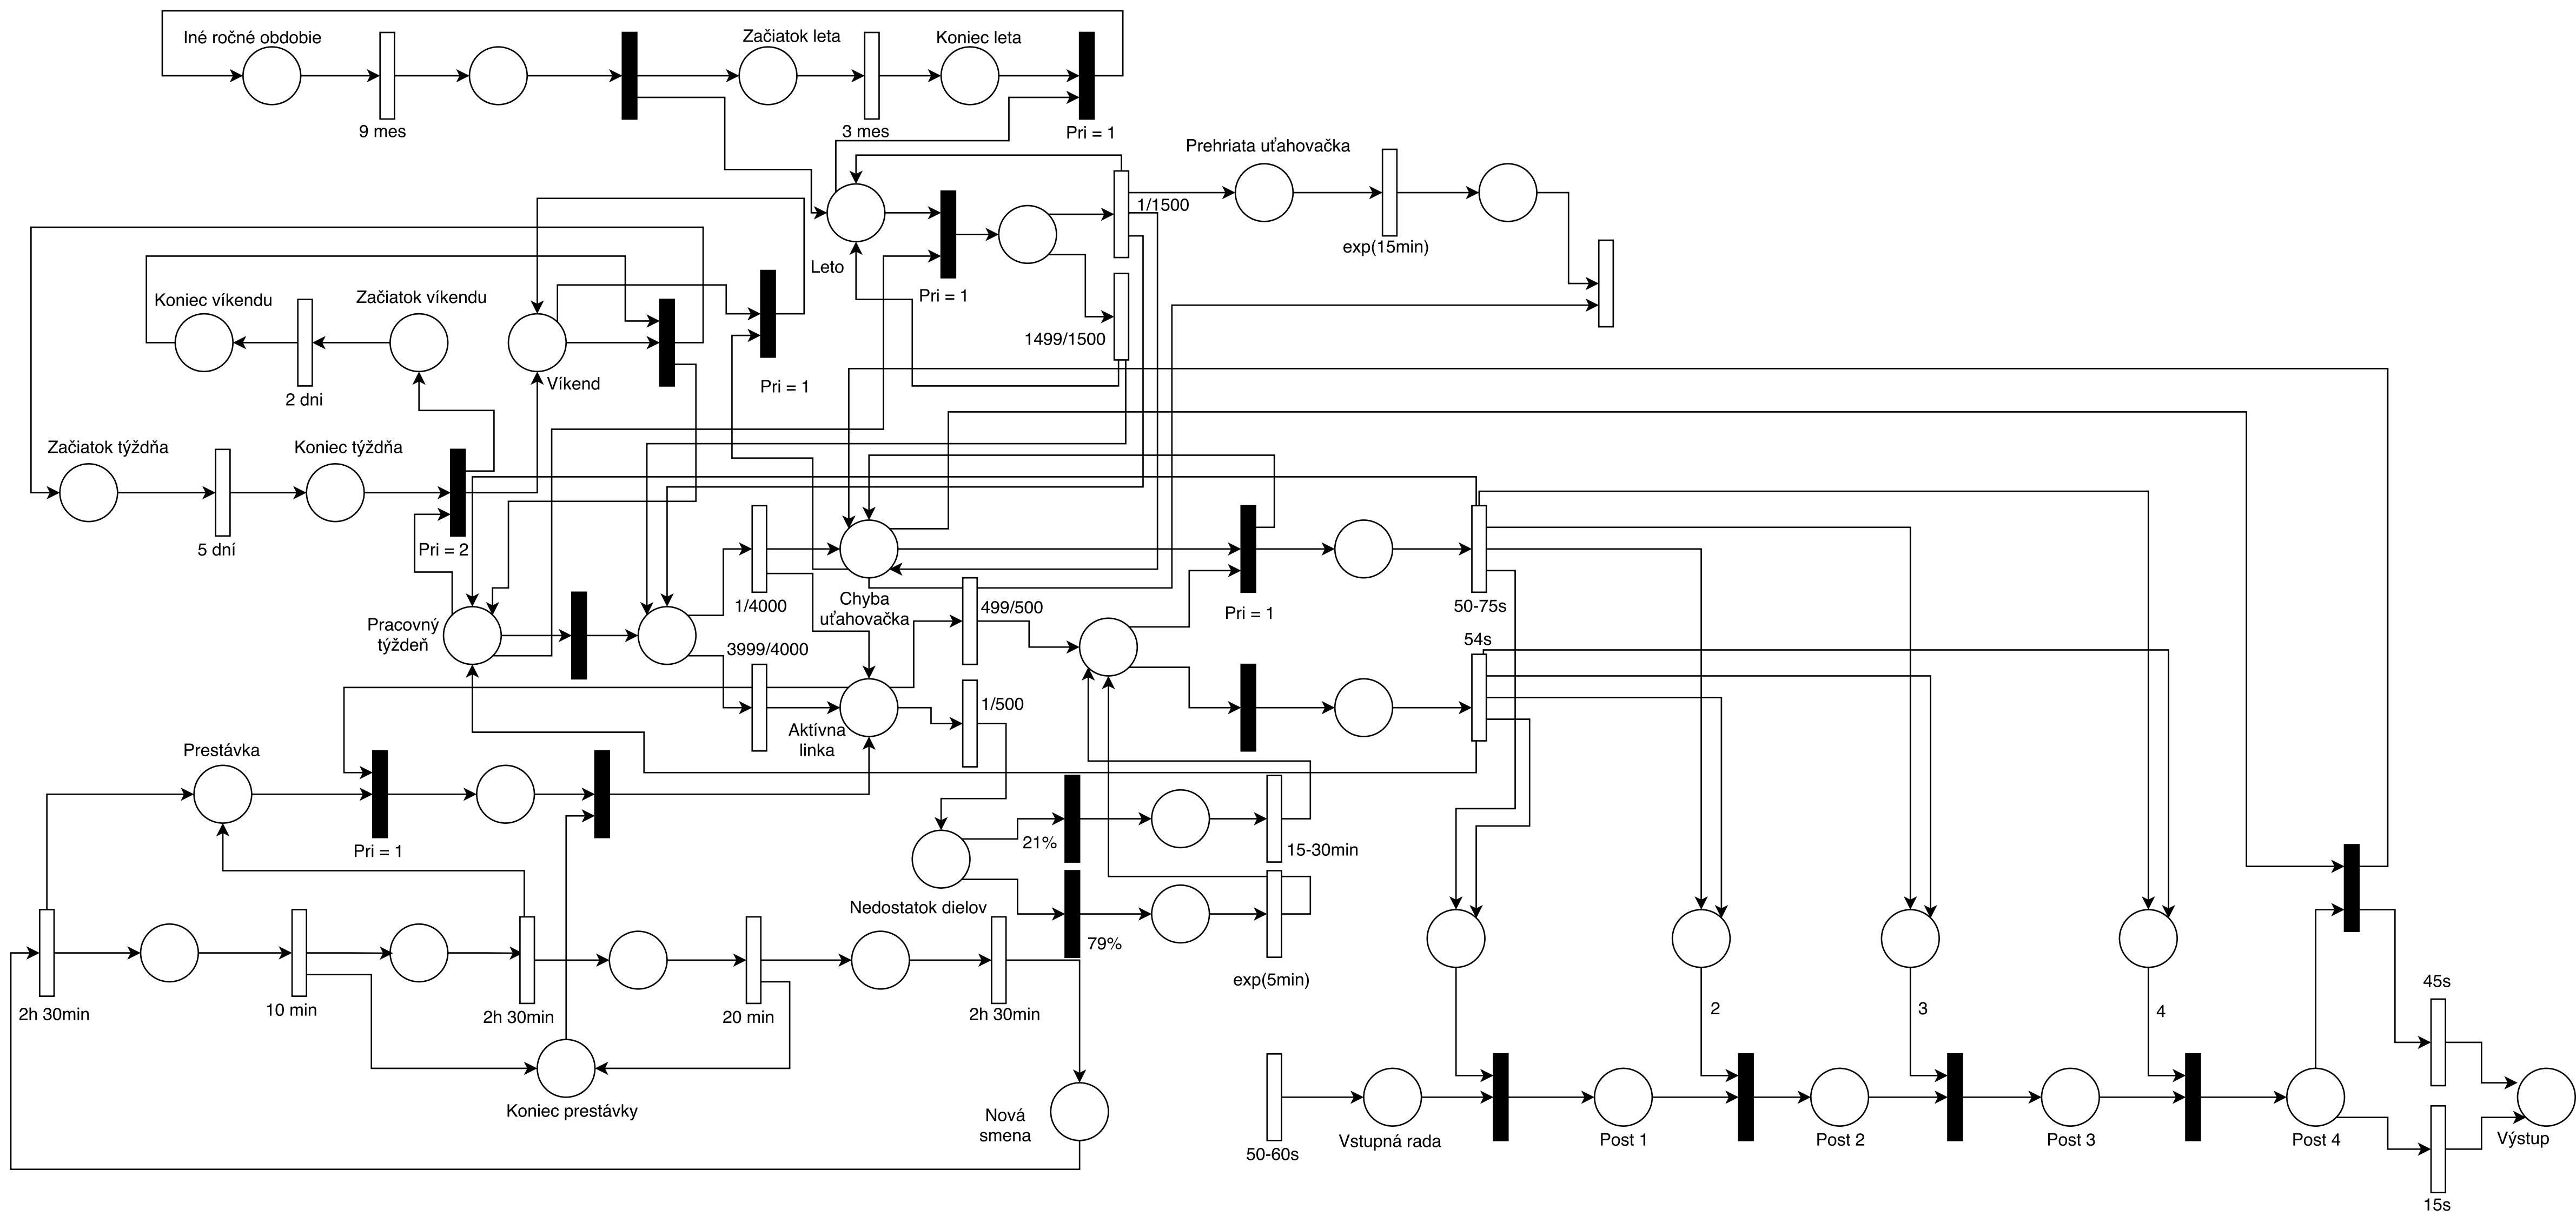 Iné ročné obdobie
Začiatok leta
Koniec leta
9 mes
3 mes
Pri = 1
Prehriata uťahovačka
1/1500
exp(15min)
Leto
Pri = 1
Koniec víkendu
Začiatok víkendu
1499/1500
2 dni
Víkend
Pri = 1
Začiatok týždňa
Koniec týždňa
5 dní
Pri = 2
Pracovný
týždeň
1/4000
Chyba
uťahovačka
499/500
Pri = 1
50-75s
54s
3999/4000
1/500
Aktívna
linka
Prestávka
Pri = 1
21%
15-30min
Nedostatok dielov
79%
exp(5min)
2h 30min
10 min
2h 30min
20 min
2h 30min
2
3
4
45s
Koniec prestávky
Nová
smena
50-60s
Vstupná rada
Post 1
Post 2
Post 3
Post 4
Výstup
15s